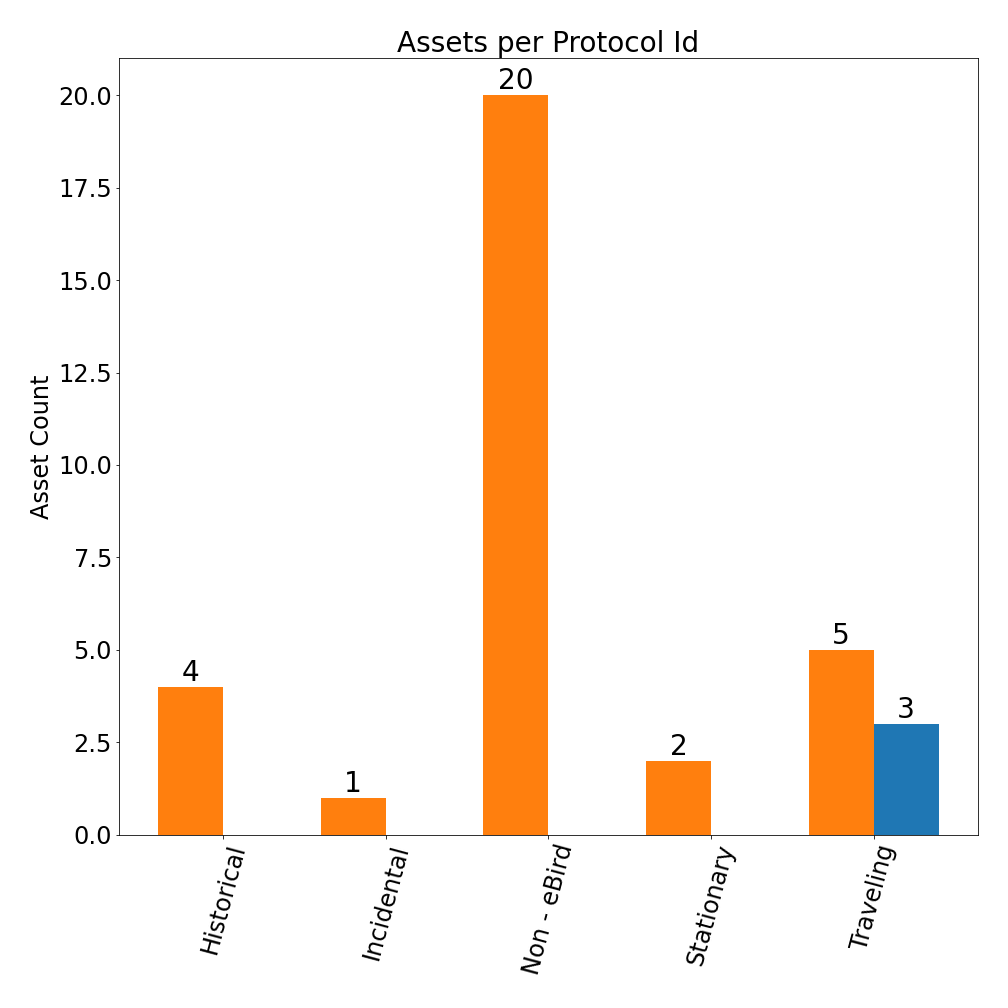 Assets per Protocol Id
20
20.0
17.5
15.0
12.5
Asset Count
10.0
7.5
5
5.0
4
3
2
2.5
1
0.0
Historical
Incidental
Non - eBird
Stationary
Traveling